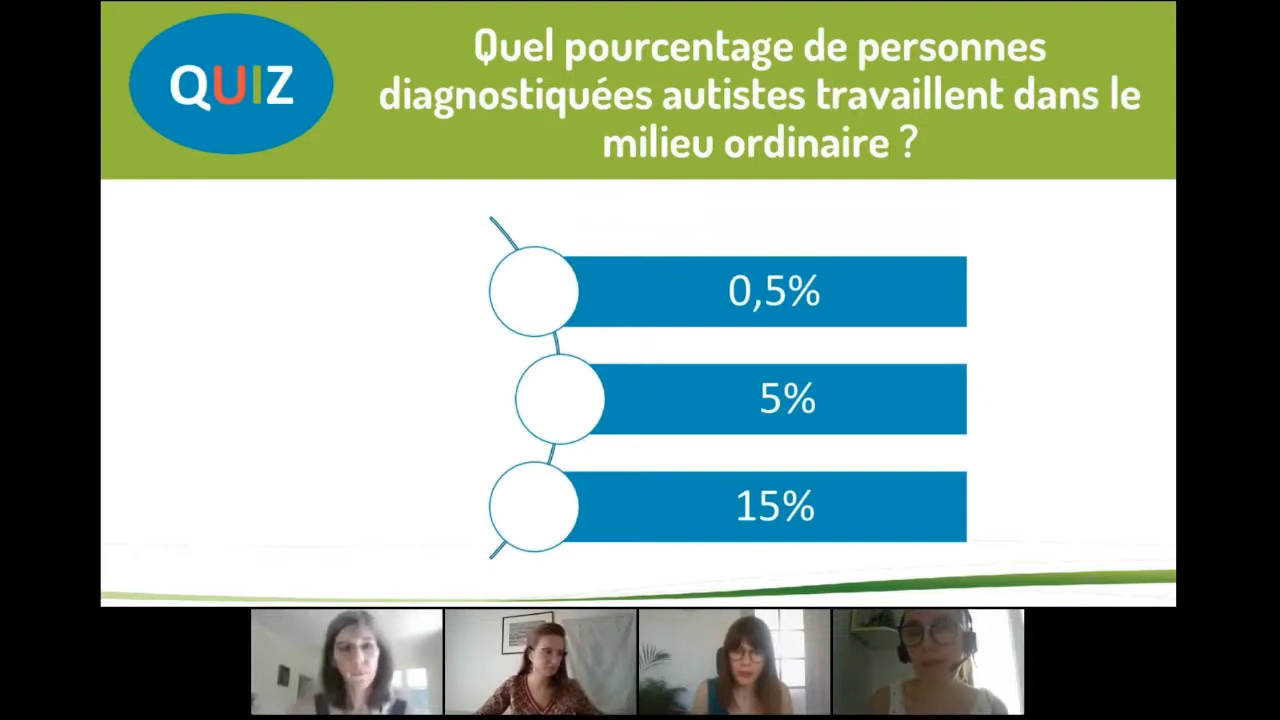 QUIZ
Quel pourcentage de personnes
diagnostiquées autistes travaillent dans le
milieu ordinaire ?
0,5%
5%
15%